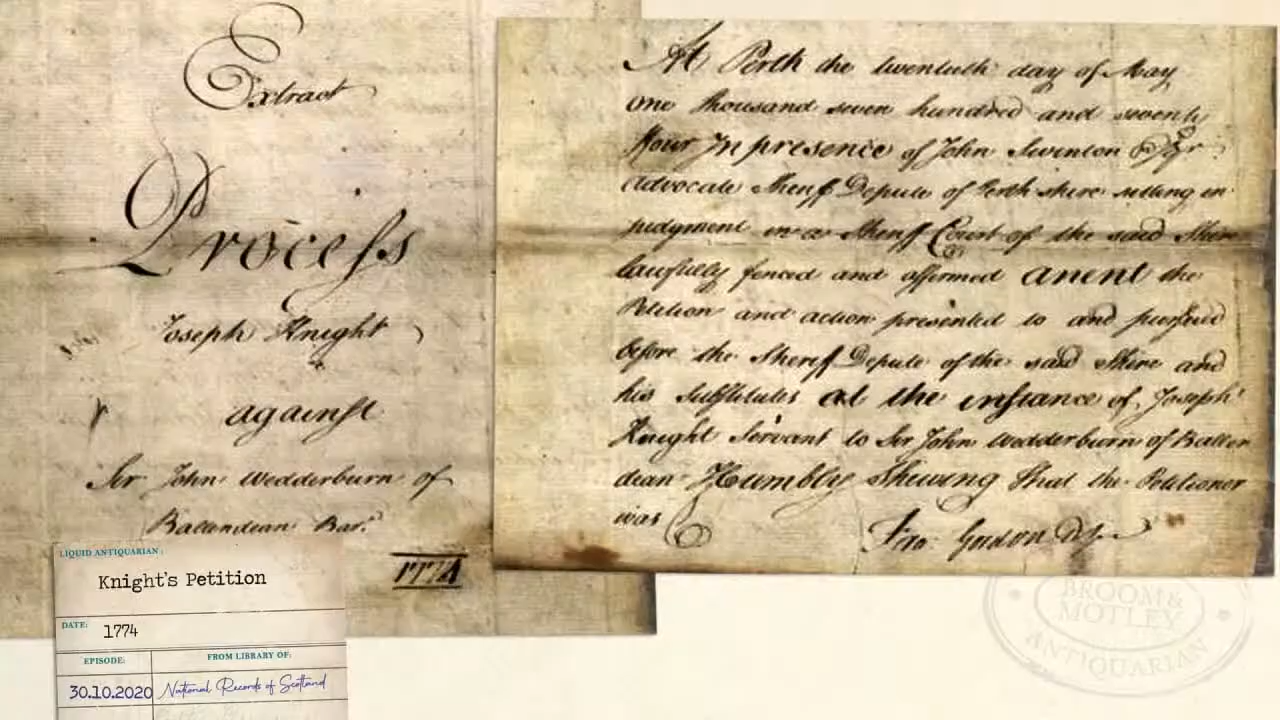 Extract
Process
Joseph Knight
against
Sir John Wedderburn of
Ballendean Bar.t
1774
At Perth the twentieth day of May
One thousand seven hundred and seventy
four In presence of John Swinton Esqr
Advocate Sheriff Depute of Perth shire sitting in
judgment in a Sheriff Court of the said Shire
lawfully fenced and affirmed anent the
Petition and action presented to and pursued
before the Sheriff Depute of the said Shire and
his Substitutes at the instance of Joseph
Knight Servant to Sir John Wedderburn of Ballen
dean Humbly Shewing that the Petitioner
was
Gordon
LIQUID ANTIQUARIAN:
Knight's Petition
DATE: 1774
EPISODE: FROM LIBRARY OF:
30.10.2020 National Records of Scotland
BROOM &
MOTLEY
ANTIQUARIAN